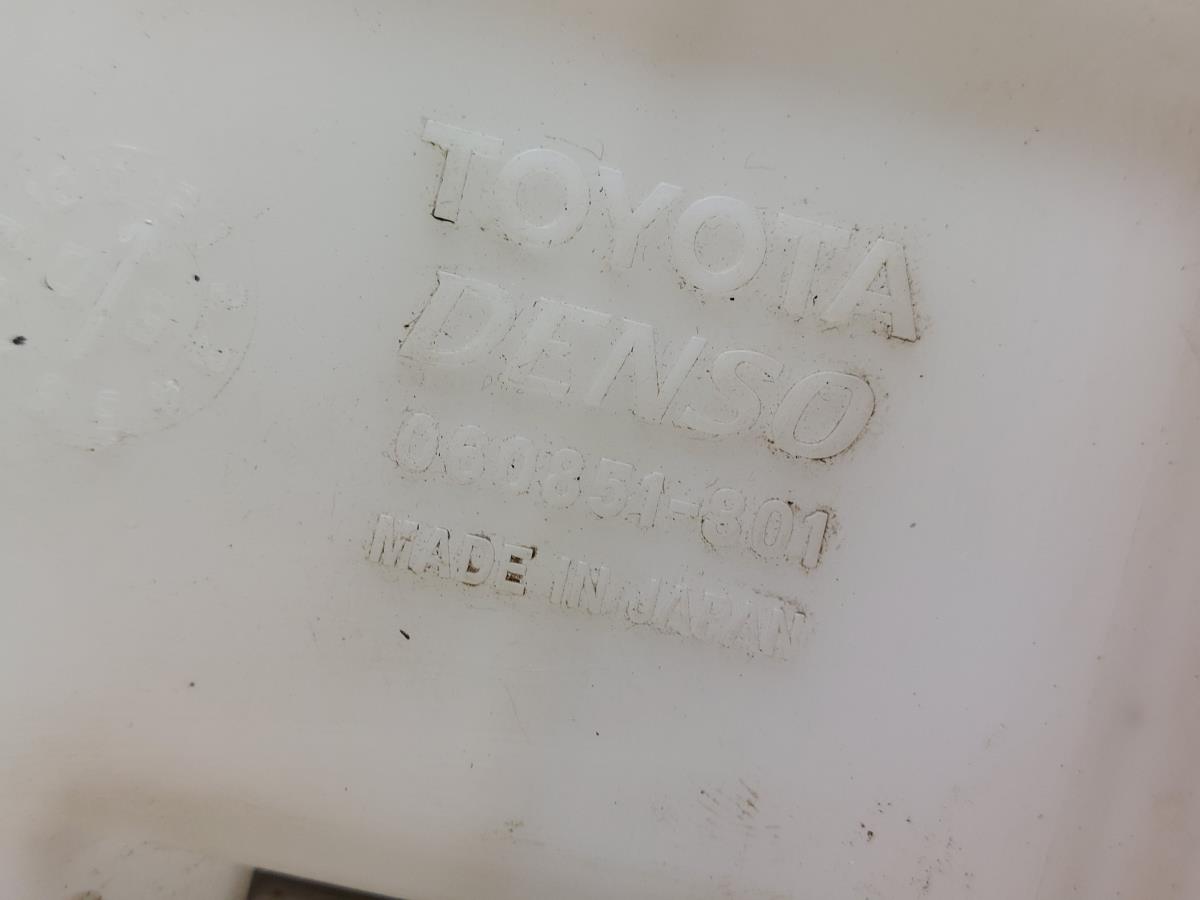 TOYOTA
DENSO
060851-801
MADE IN JAPAN